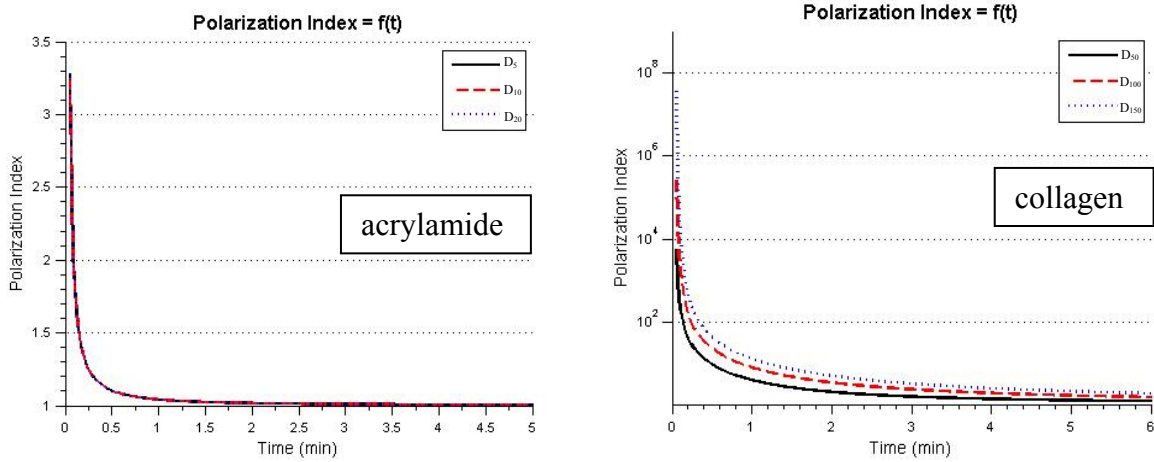 Polarization Index = f(t)
3.5
3
2.5
2
1.5
1
Polarization Index
0 0.5 1 1.5 2 2.5 3 3.5 4 4.5 5
Time (min)
D5
D10
D20
acrylamide
Polarization Index = f(t)
10^8
10^6
10^4
10^2
Polarization Index
0 1 2 3 4 5 6
Time (min)
D50
D100
D150
collagen